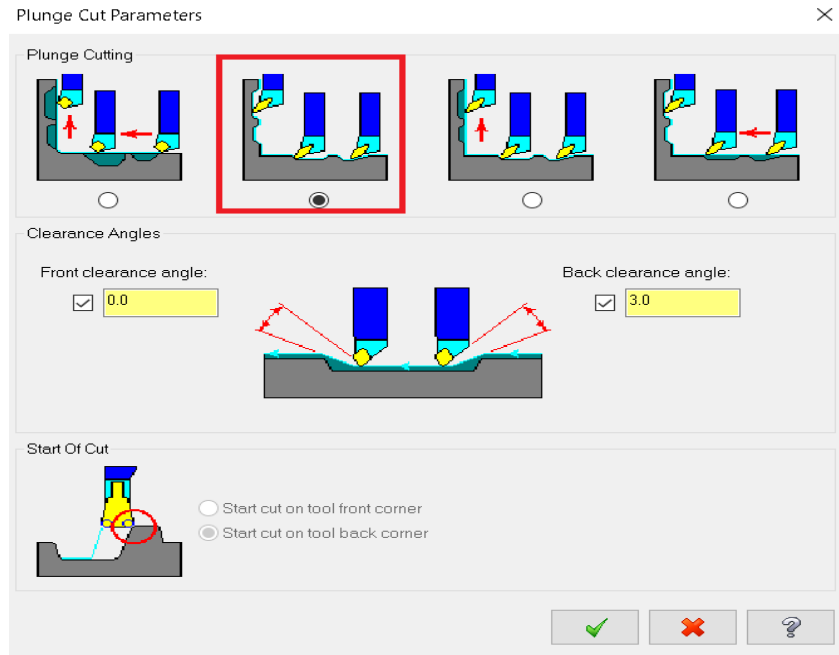 Plunge Cut Parameters
Plunge Cutting
Clearance Angles
Front clearance angle:
0.0
Back clearance angle:
3.0
Start Of Cut
Start cut on tool front corner
Start cut on tool back corner